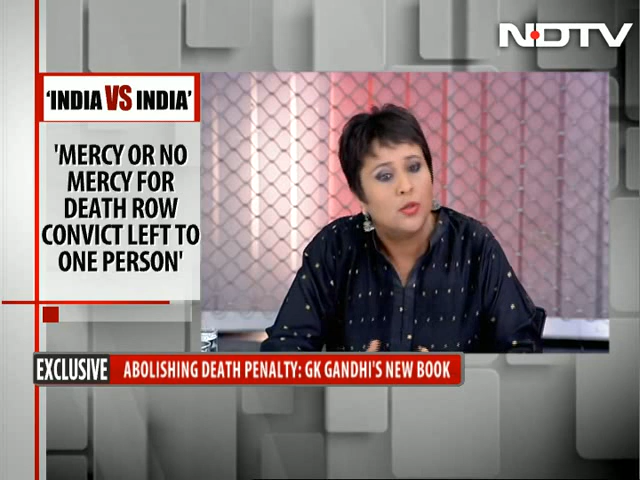 NDTV
'INDIA VS INDIA'
'MERCY OR NO
MERCY FOR
DEATH ROW
CONVICT LEFT TO
ONE PERSON'
EXCLUSIVE ABOLISHING DEATH PENALTY: GK GANDHI'S NEW BOOK